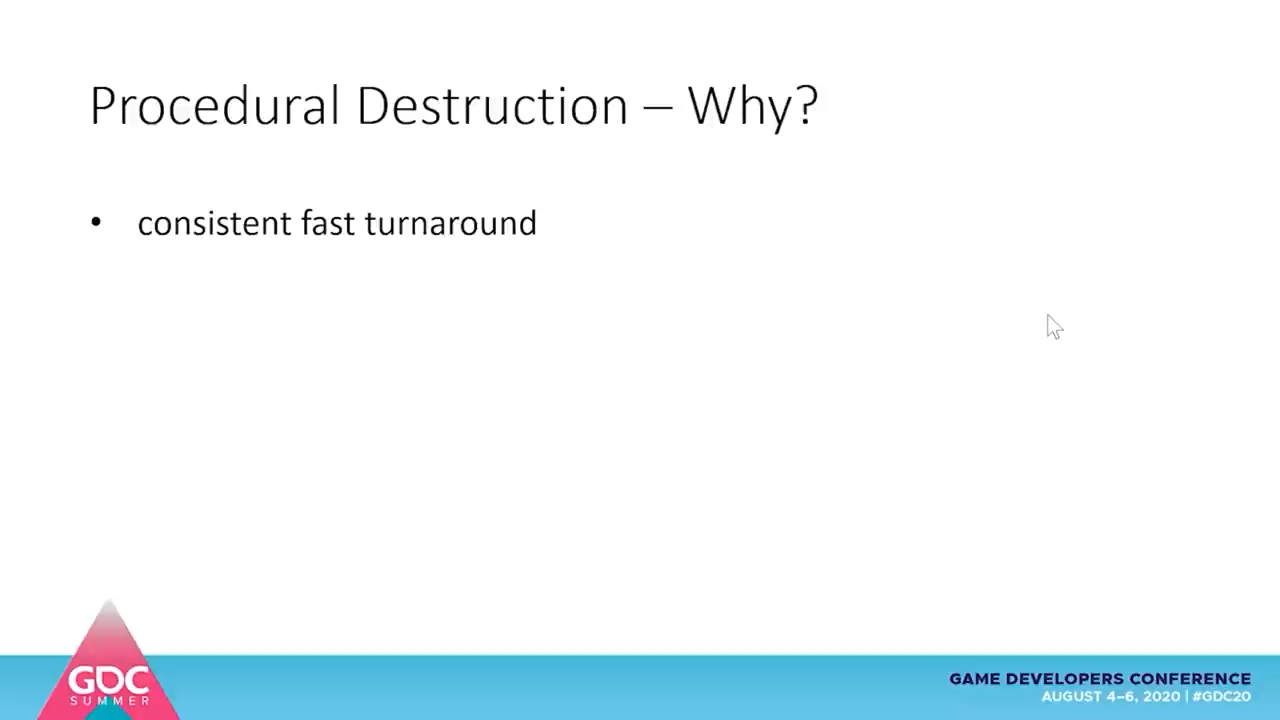 Procedural Destruction – Why?
• consistent fast turnaround
GDC
SUMMER
GAME DEVELOPERS CONFERENCE
AUGUST 4–6, 2020 | #GDC20